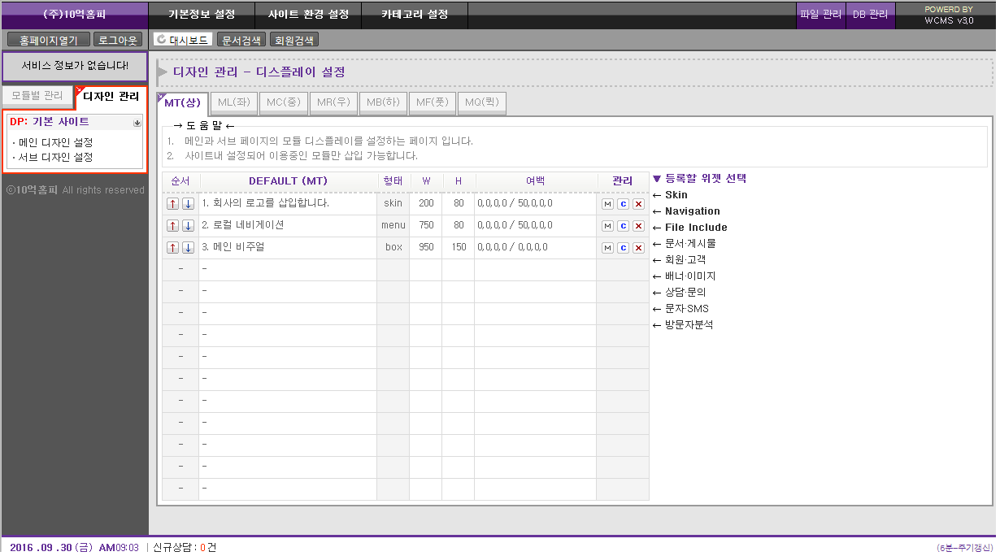 (주)10억홈피 기본정보 설정 사이트 환경 설정 카테고리 설정 파일 관리 DB 관리 POWERD BY
WCMS v3.0
홈페이지열기 로그아웃 대시보드 문서검색 회원검색
서비스 정보가 없습니다!
디자인 관리 - 디스플레이 설정
모듈별 관리 디자인 관리
MT(상) ML(좌) MC(중) MR(우) MB(하) MF(풋) MQ(퀵)
DP: 기본 사이트
· 메인 디자인 설정
· 서브 디자인 설정
ⓒ10억홈피 All rights reserved
→ 도 움 말 ←
1. 메인과 서브 페이지의 모듈 디스플레이를 설정하는 페이지 입니다.
2. 사이트내 설정되어 이용중인 모듈만 삽입 가능합니다.
순서 DEFAULT (MT) 형태 W H 여백 관리
↑ ↓ 1. 회사의 로고를 삽입합니다. skin 200 80 0,0,0,0 / 50,0,0,0 M C X
↑ ↓ 2. 로컬 네비게이션 menu 750 80 0,0,0,0 / 50,0,0,0 M C X
↑ ↓ 3. 메인 비주얼 box 950 150 0,0,0,0 / 0,0,0,0 M C X
- -
- -
- -
- -
- -
- -
- -
- -
- -
- -
- -
▼ 등록할 위젯 선택
← Skin
← Navigation
← File Include
← 문서·게시물
← 회원·고객
← 배너·이미지
← 상담·문의
← 문자·SMS
← 방문자분석
2016 .09 .30 (금) AM09:03 | 신규상담 : 0 건 (6분-주기갱신)